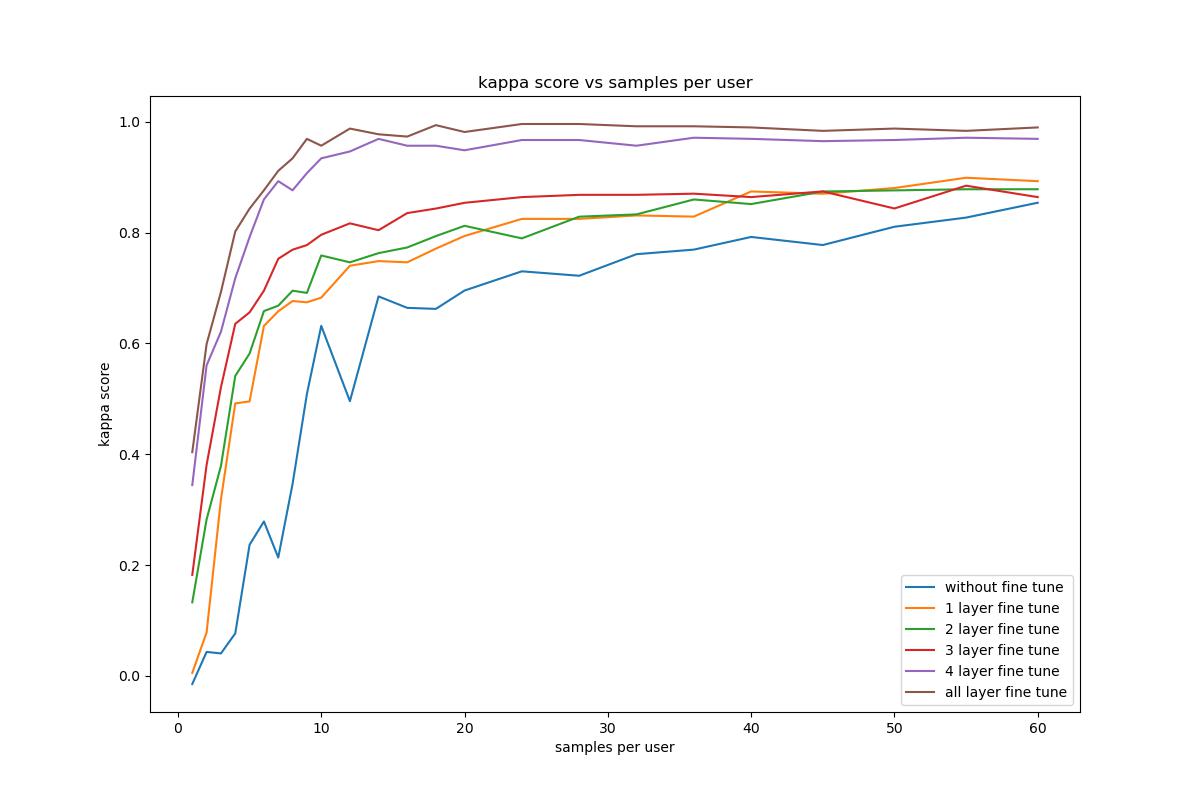 kappa score vs samples per user
1.0
0.8
0.6
0.4
0.2
0.0
kappa score
0 10 20 30 40 50 60
samples per user
without fine tune
1 layer fine tune
2 layer fine tune
3 layer fine tune
4 layer fine tune
all layer fine tune